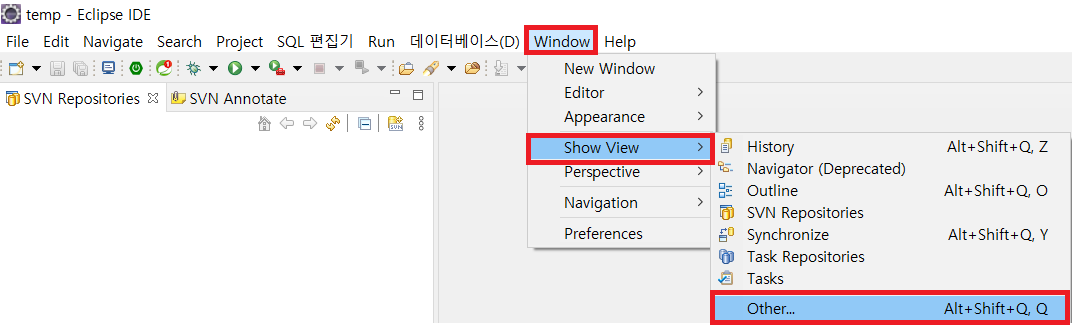 temp - Eclipse IDE
File Edit Navigate Search Project SQL 편집기 Run 데이터베이스(D) Window Help
SVN Repositories SVN Annotate
SVN
New Window
Editor
Appearance
Show View
Perspective
Navigation
Preferences
History Alt+Shift+Q, Z
Navigator (Deprecated)
Outline Alt+Shift+Q, O
SVN Repositories
Synchronize Alt+Shift+Q, Y
Task Repositories
Tasks
Other... Alt+Shift+Q, Q